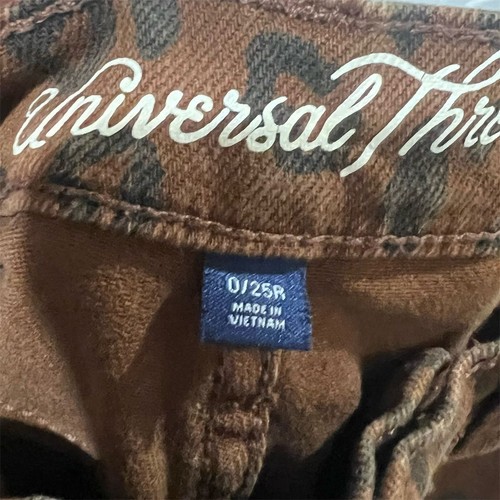 Universal Thr
0/25R
MADE IN
VIETNAM